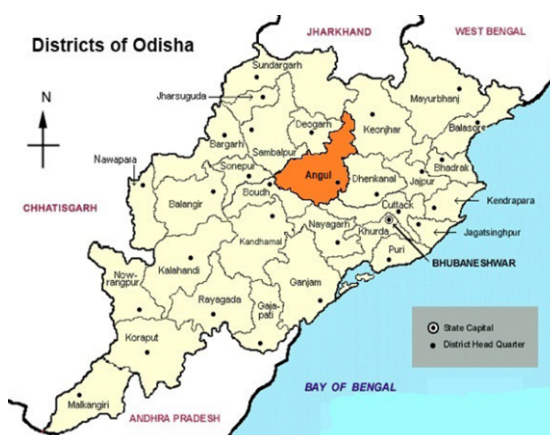 JHARKHAND
WEST BENGAL
Districts of Odisha
Sundargarh
Jharsuguda
Mayurbhanj
N
Deogarh
Keonjhar
Balasore
Bargarh
Sambalpur
Nawapara
Sonepur
Angul
Dhenkanal
Bhadrak
Jajpur
Boudh
Balangir
Cuttack
Kendrapara
CHHATISGARH
Nayagarh
Khurda
Jagatsinghpur
Kandhamal
Puri
BHUBANESHWAR
Now-
rangpur
Kalahandi
Ganjam
Rayagada
Gaja-
pati
State Capital
District Head Quarter
Koraput
BAY OF BENGAL
Malkangiri
ANDHRA PRADESH